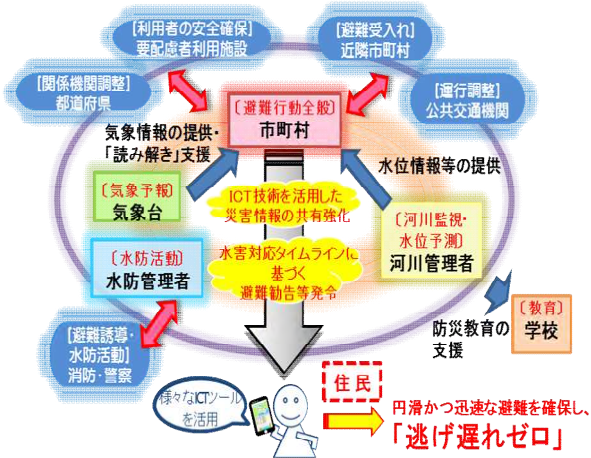 【利用者の安全確保】
要配慮者利用施設
【避難受入れ】
近隣市町村
【関係機関調整】
都道府県
【運行調整】
公共交通機関
〔避難行動全般〕
市町村
気象情報の提供・
「読み解き」支援
水位情報等の提供
〔気象予報〕
気象台
ICT技術を活用した
災害情報の共有強化
〔河川監視・
水位予測〕
河川管理者
〔水防活動〕
水防管理者
水害対応タイムラインに
基づく
避難勧告等発令
〔教育〕
学校
防災教育の
支援
【避難誘導・
水防活動】
消防・警察
様々なICTツール
を活用
住民
円滑かつ迅速な避難を確保し、
「逃げ遅れゼロ」